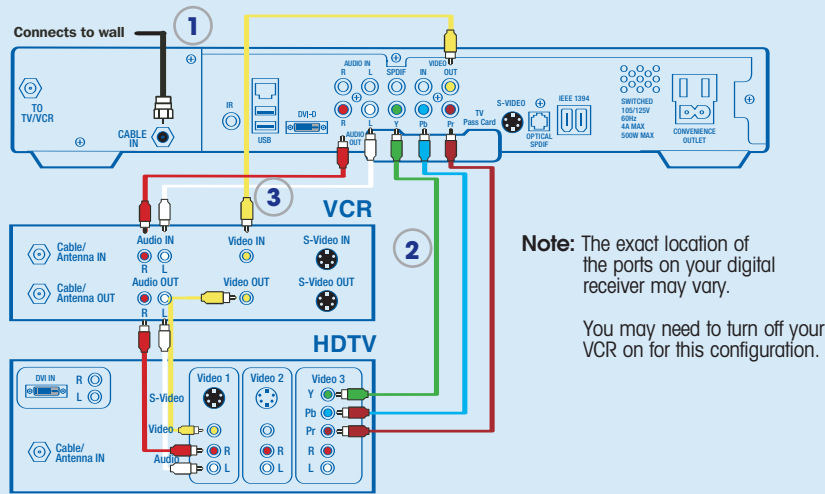 Connects to wall
1
TO
TV/VCR
CABLE
IN
IR
USB
DVI-D
AUDIO IN
R L
SPDIF
VIDEO
IN OUT
R L
AUDIO
OUT
Y Pb Pr
TV
Pass Card
S-VIDEO
OPTICAL
SPDIF
IEEE 1394
SWITCHED
105/125V
60Hz
4A MAX
500W MAX
CONVENIENCE
OUTLET
3
2
VCR
Cable/
Antenna IN
Audio IN
R L
Video IN
S-Video IN
Cable/
Antenna OUT
Audio OUT
R L
Video OUT
S-Video OUT
Note: The exact location of
the ports on your digital
receiver may vary.
You may need to turn off your
VCR on for this configuration.
HDTV
DVI IN
R
L
Cable/
Antenna IN
S-Video
Video
Audio
Video 1
R
L
Video 2
R
L
Video 3
Y
Pb
Pr
R
L